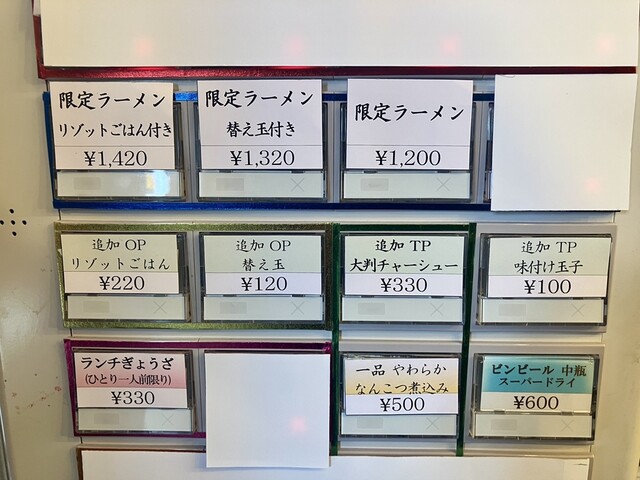 限定ラーメン
リゾットごはん付き
¥1,420
限定ラーメン
替え玉付き
¥1,320
限定ラーメン
¥1,200
追加 OP
リゾットごはん
¥220
追加 OP
替え玉
¥120
追加 TP
大判チャーシュー
¥330
追加 TP
味付け玉子
¥100
ランチぎょうざ
(ひとり一人前限り)
¥330
一品 やわらか
なんこつ煮込み
¥500
ビンビール 中瓶
スーパードライ
¥600